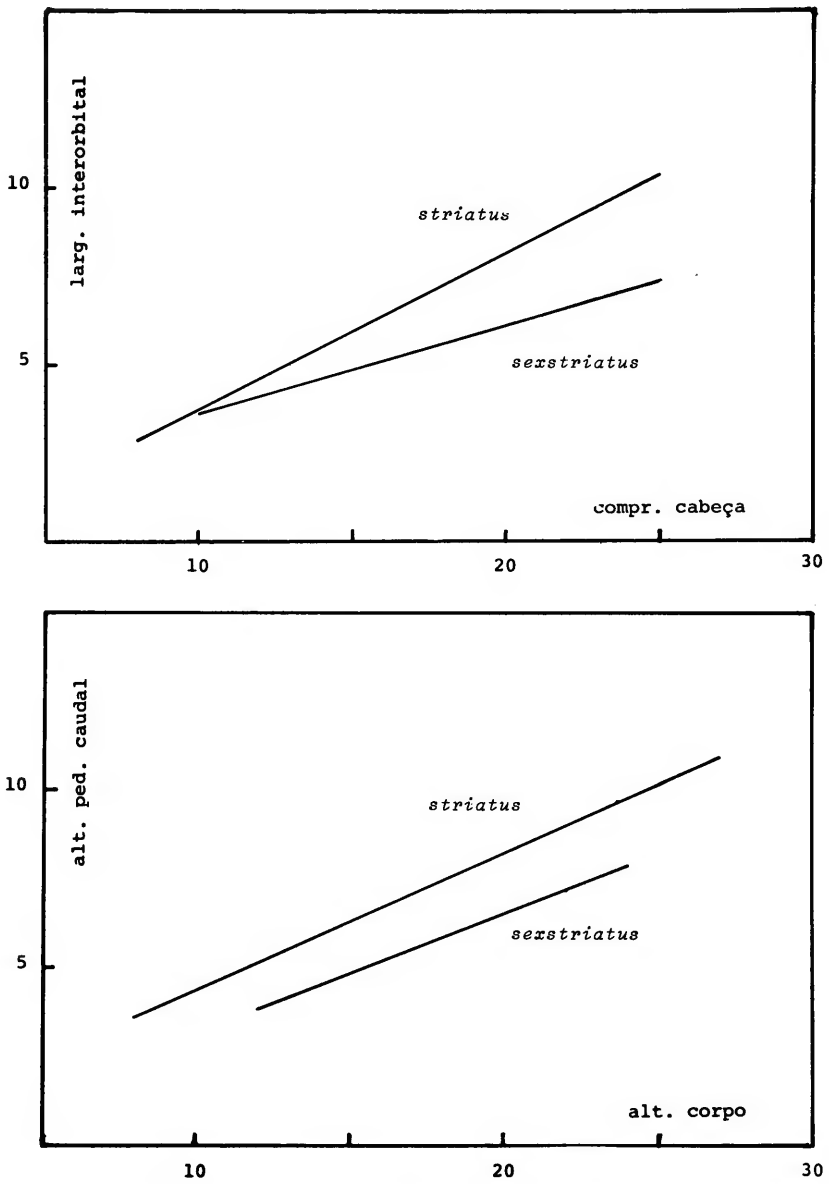 larg. interorbital
10
striatus
sexstriatus
5
compr. cabeça
10
20
30
alt. ped. caudal
10
striatus
sexstriatus
5
alt. corpo
10
20
30